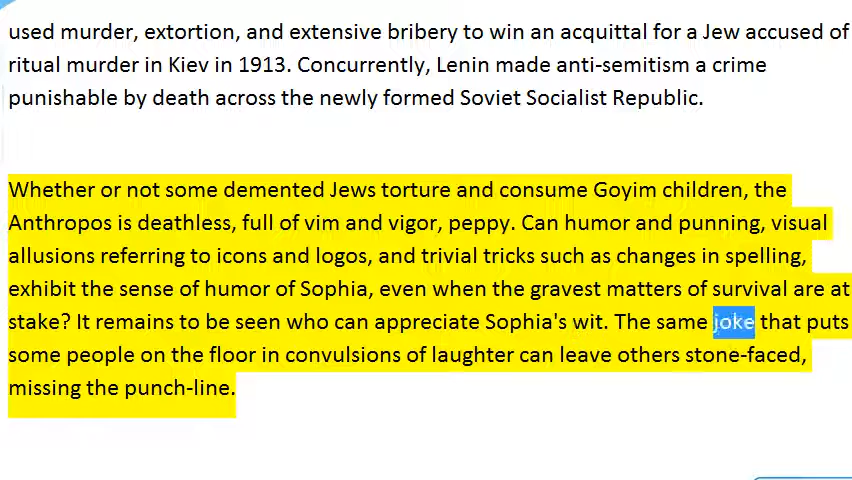 used murder, extortion, and extensive bribery to win an acquittal for a Jew accused of
ritual murder in Kiev in 1913. Concurrently, Lenin made anti-semitism a crime
punishable by death across the newly formed Soviet Socialist Republic.
Whether or not some demented Jews torture and consume Goyim children, the
Anthropos is deathless, full of vim and vigor, peppy. Can humor and punning, visual
allusions referring to icons and logos, and trivial tricks such as changes in spelling,
exhibit the sense of humor of Sophia, even when the gravest matters of survival are at
stake? It remains to be seen who can appreciate Sophia's wit. The same joke that puts
some people on the floor in convulsions of laughter can leave others stone-faced,
missing the punch-line.